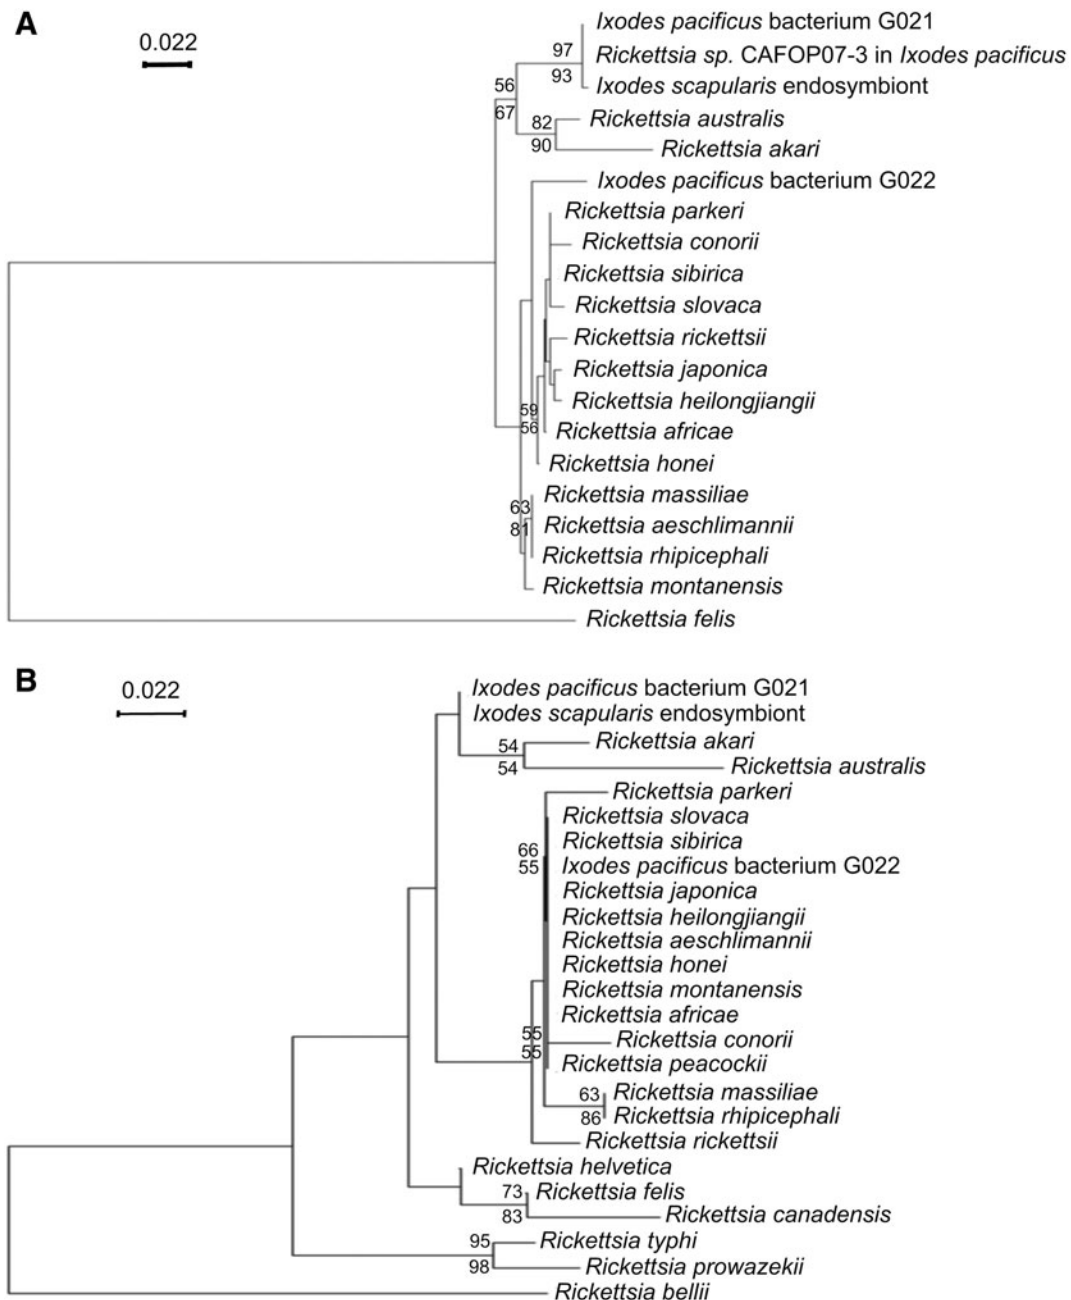 A
0.022
Ixodes pacificus bacterium G021
97
Rickettsia sp. CAFOP07-3 in Ixodes pacificus
93
Ixodes scapularis endosymbiont
56
67
82
Rickettsia australis
90
Rickettsia akari
Ixodes pacificus bacterium G022
Rickettsia parkeri
Rickettsia conorii
Rickettsia sibirica
Rickettsia slovaca
Rickettsia rickettsii
Rickettsia japonica
Rickettsia heilongjiangii
59
56
Rickettsia africae
Rickettsia honei
Rickettsia massiliae
63
81
Rickettsia aeschlimannii
Rickettsia rhipicephali
Rickettsia montanensis
Rickettsia felis
B
0.022
Ixodes pacificus bacterium G021
Ixodes scapularis endosymbiont
54
Rickettsia akari
54
Rickettsia australis
Rickettsia parkeri
Rickettsia slovaca
Rickettsia sibirica
66
55
Ixodes pacificus bacterium G022
Rickettsia japonica
Rickettsia heilongjiangii
Rickettsia aeschlimannii
Rickettsia honei
Rickettsia montanensis
Rickettsia africae
55
55
Rickettsia conorii
Rickettsia peacockii
63
Rickettsia massiliae
86
Rickettsia rhipicephali
Rickettsia rickettsii
Rickettsia helvetica
73
Rickettsia felis
83
Rickettsia canadensis
95
Rickettsia typhi
98
Rickettsia prowazekii
Rickettsia bellii